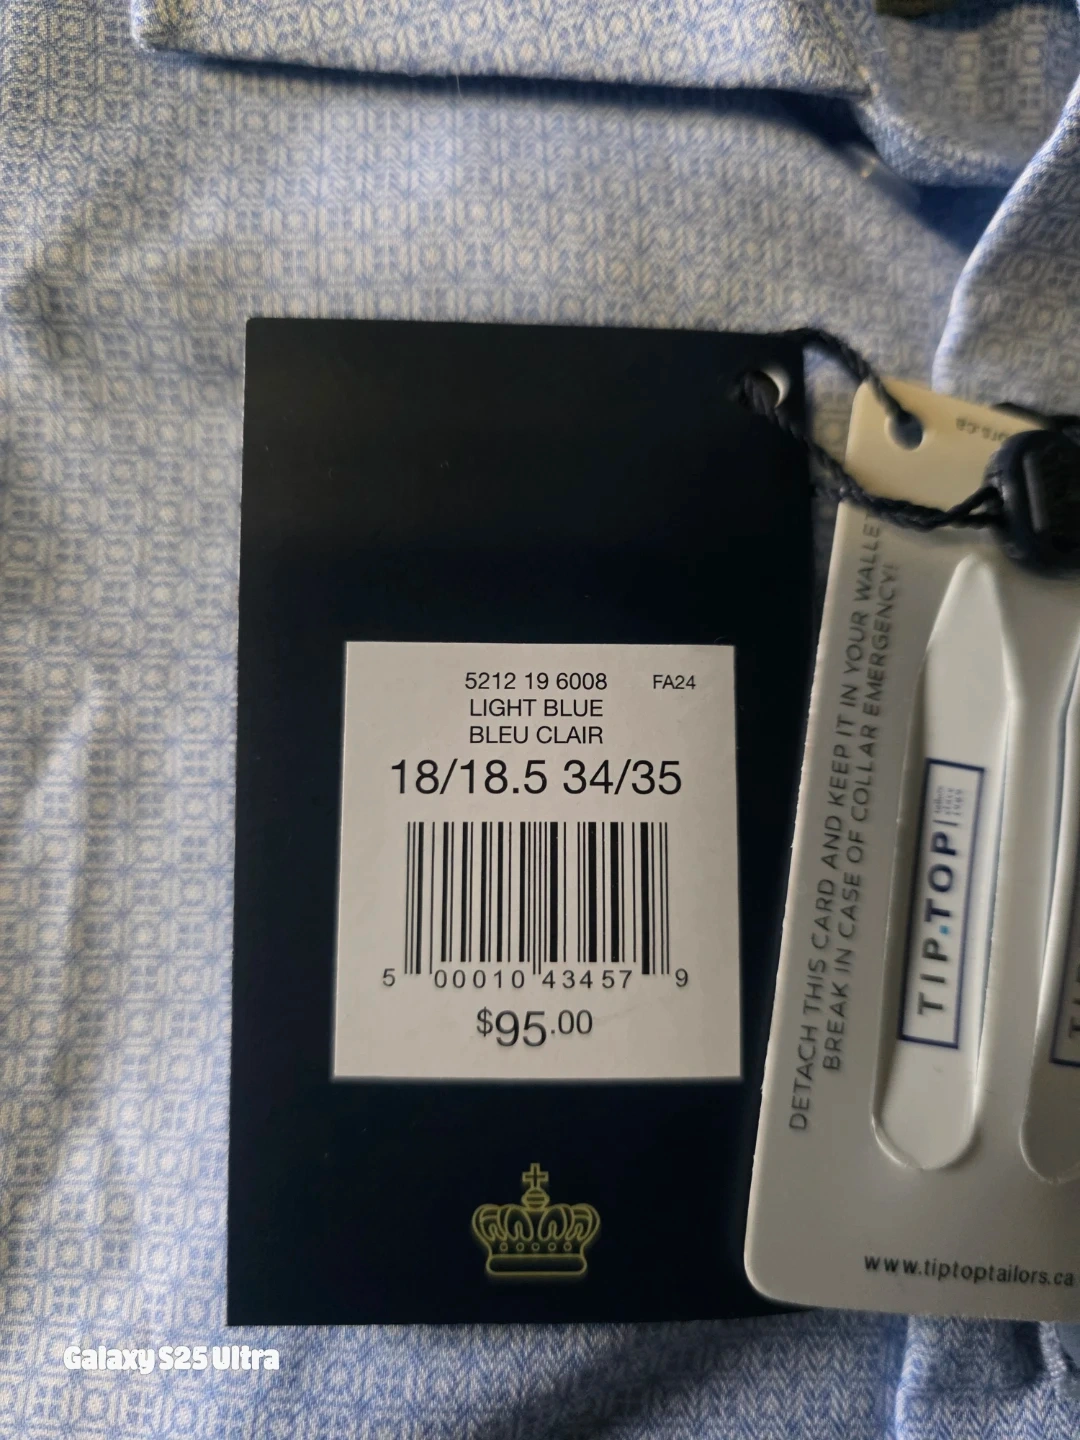 5212 19 6008 FA24
LIGHT BLUE
BLEU CLAIR
18/18.5 34/35
5 00010 43457 9
$95.00
DETACH THIS CARD AND KEEP IT IN YOUR WALLE
BREAK IN CASE OF COLLAR EMERGENCY!
TIP.TOP
www.tiptoptailors.ca
Galaxy S25 Ultra